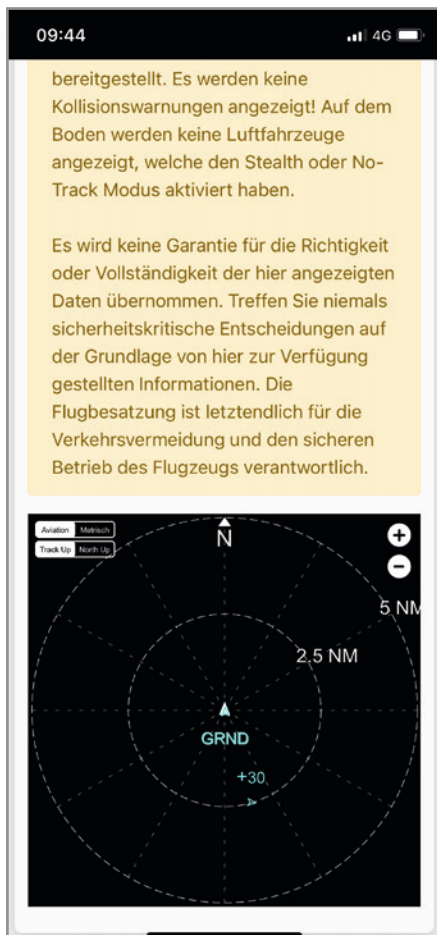 09:44
4G
bereitgestellt. Es werden keine
Kollisionswarnungen angezeigt! Auf dem
Boden werden keine Luftfahrzeuge
angezeigt, welche den Stealth oder No-
Track Modus aktiviert haben.
Es wird keine Garantie für die Richtigkeit
oder Vollständigkeit der hier angezeigten
Daten übernommen. Treffen Sie niemals
sicherheitskritische Entscheidungen auf
der Grundlage von hier zur Verfügung
gestellten Informationen. Die
Flugbesatzung ist letztendlich für die
Verkehrsvermeidung und den sicheren
Betrieb des Flugzeugs verantwortlich.
Aviation Metrisch
Track Up North Up
N
5 NM
2.5 NM
GRND
+30